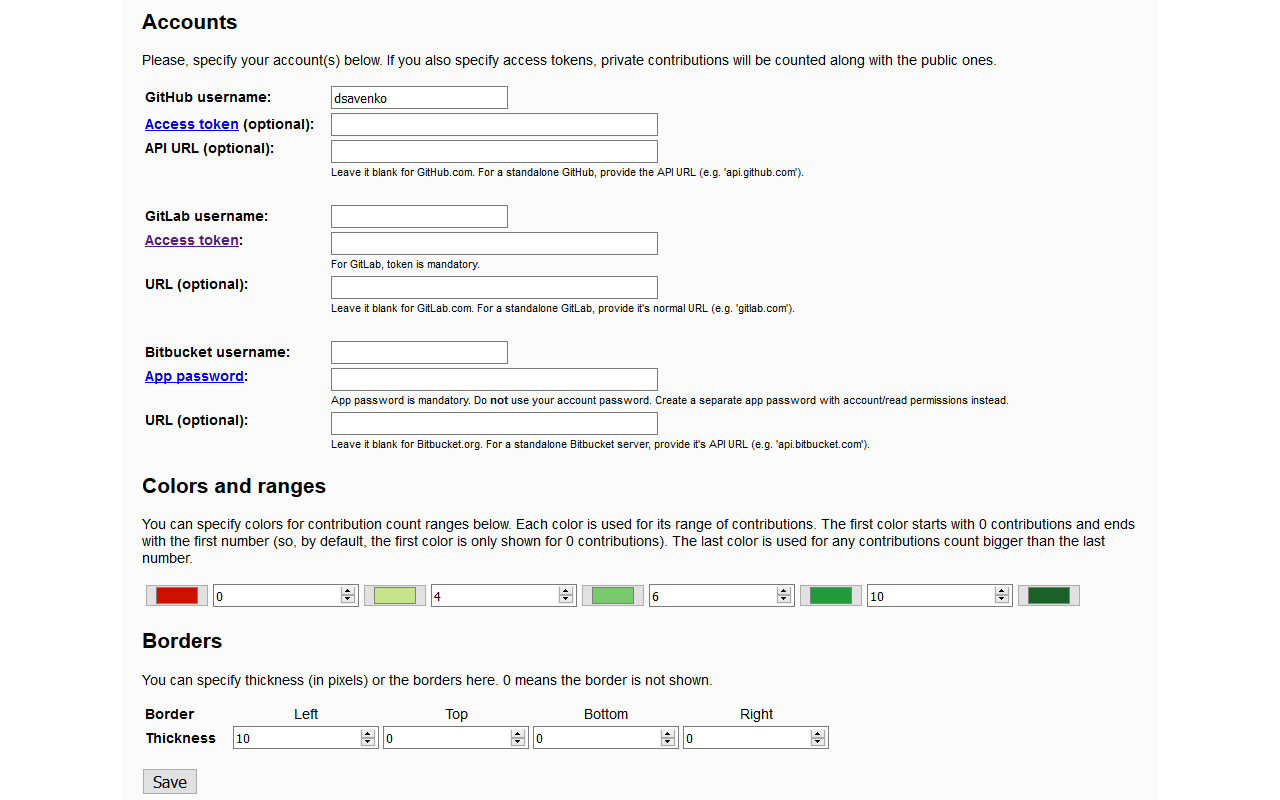 Accounts
Please, specify your account(s) below. If you also specify access tokens, private contributions will be counted along with the public ones.
GitHub username: dsavenko
Access token (optional):
API URL (optional):
Leave it blank for GitHub.com. For a standalone GitHub, provide the API URL (e.g. 'api.github.com').
GitLab username:
Access token:
For GitLab, token is mandatory.
URL (optional):
Leave it blank for GitLab.com. For a standalone GitLab, provide it's normal URL (e.g. 'gitlab.com').
Bitbucket username:
App password:
App password is mandatory. Do not use your account password. Create a separate app password with account/read permissions instead.
URL (optional):
Leave it blank for Bitbucket.org. For a standalone Bitbucket server, provide it's API URL (e.g. 'api.bitbucket.com').
Colors and ranges
You can specify colors for contribution count ranges below. Each color is used for its range of contributions. The first color starts with 0 contributions and ends
with the first number (so, by default, the first color is only shown for 0 contributions). The last color is used for any contributions count bigger than the last
number.
0 4 6 10
Borders
You can specify thickness (in pixels) or the borders here. 0 means the border is not shown.
Border Left Top Bottom Right
Thickness 10 0 0 0
Save